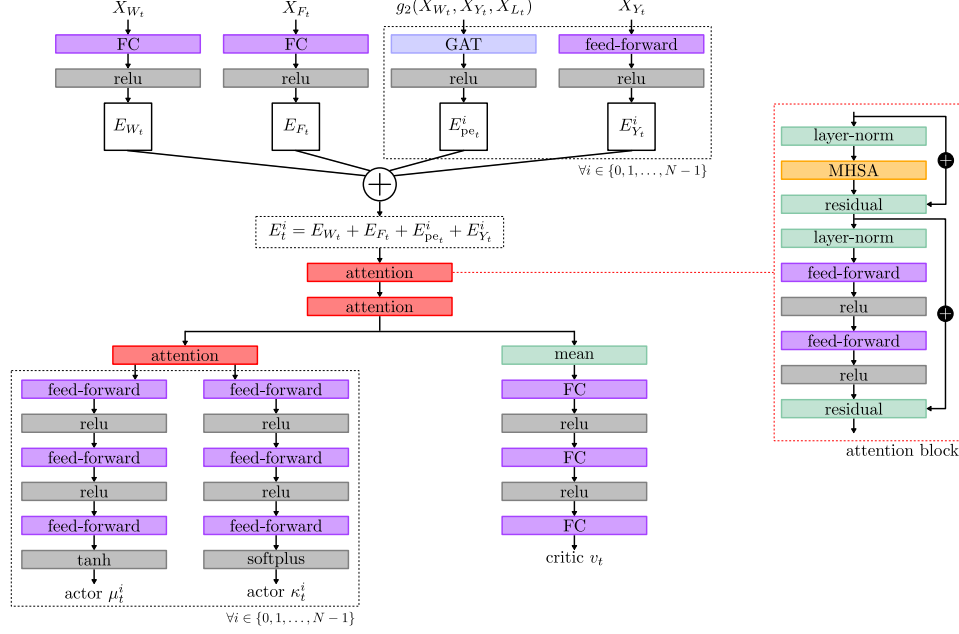 X_{W_t} X_{F_t} g_2(X_{W_t}, X_{Y_t}, X_{L_t}) X_{Y_t}
FC FC GAT feed-forward
relu relu relu relu
E_{W_t} E_{F_t} E^i_{pe_t} E^i_{Y_t}
∀i ∈ {0, 1, . . . , N − 1}
+
E^i_t = E_{W_t} + E_{F_t} + E^i_{pe_t} + E^i_{Y_t}
attention
attention
attention
feed-forward feed-forward
relu relu
feed-forward feed-forward
relu relu
feed-forward feed-forward
tanh softplus
actor μ^i_t actor κ^i_t
∀i ∈ {0, 1, . . . , N − 1}
mean
FC
relu
FC
relu
FC
critic v_t
layer-norm
MHSA
+
residual
layer-norm
feed-forward
relu
+
feed-forward
relu
residual
attention block